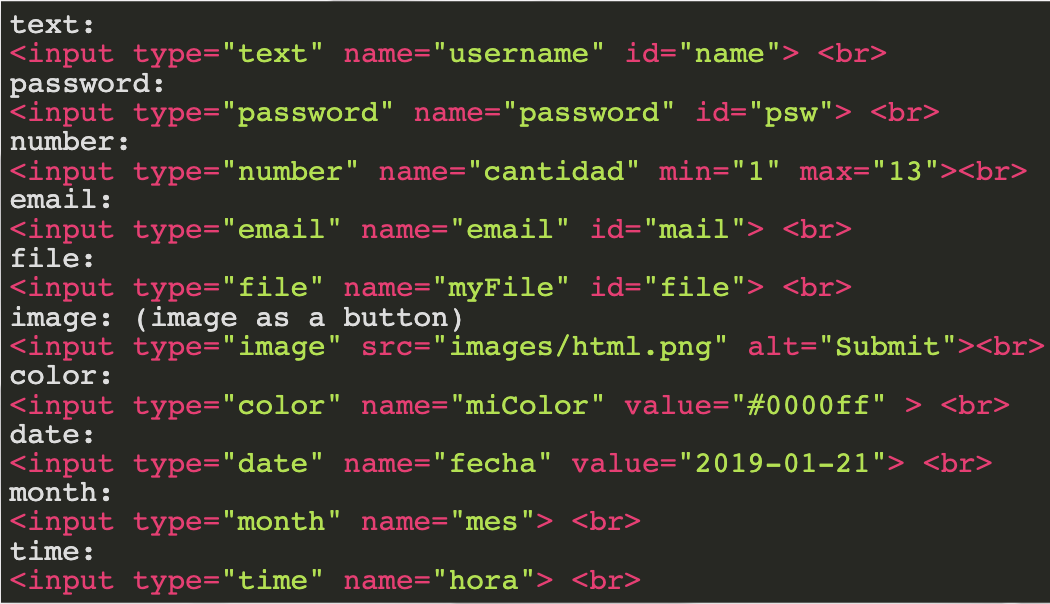 text:
<input type="text" name="username" id="name"> <br>
password:
<input type="password" name="password" id="psw"> <br>
number:
<input type="number" name="cantidad" min="1" max="13"><br>
email:
<input type="email" name="email" id="mail"> <br>
file:
<input type="file" name="myFile" id="file"> <br>
image: (image as a button)
<input type="image" src="images/html.png" alt="Submit"><br>
color:
<input type="color" name="miColor" value="#0000ff" > <br>
date:
<input type="date" name="fecha" value="2019-01-21"> <br>
month:
<input type="month" name="mes"> <br>
time:
<input type="time" name="hora"> <br>